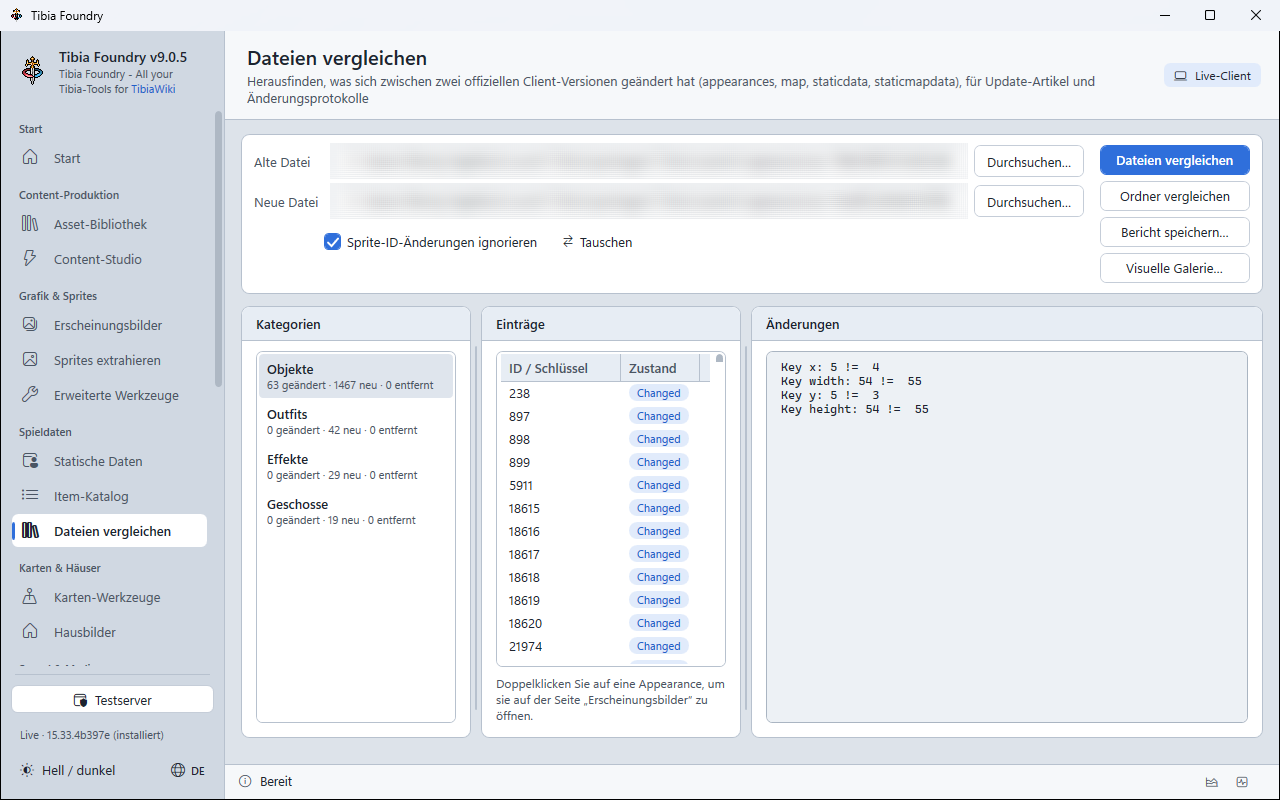 Tibia Foundry
Tibia Foundry v9.0.5
Tibia Foundry - All your
Tibia-Tools for TibiaWiki
Start
Start
Content-Produktion
Asset-Bibliothek
Content-Studio
Grafik & Sprites
Erscheinungsbilder
Sprites extrahieren
Erweiterte Werkzeuge
Spieldaten
Statische Daten
Item-Katalog
Dateien vergleichen
Karten & Häuser
Karten-Werkzeuge
Hausbilder
Testserver
Live · 15.33.4b397e (installiert)
Hell / dunkel
DE
Dateien vergleichen
Herausfinden, was sich zwischen zwei offiziellen Client-Versionen geändert hat (appearances, map, staticdata, staticmapdata), für Update-Artikel und
Änderungsprotokolle
Live-Client
Alte Datei
Durchsuchen...
Neue Datei
Durchsuchen...
Sprite-ID-Änderungen ignorieren
Tauschen
Dateien vergleichen
Ordner vergleichen
Bericht speichern...
Visuelle Galerie...
Kategorien
Objekte
63 geändert · 1467 neu · 0 entfernt
Outfits
0 geändert · 42 neu · 0 entfernt
Effekte
0 geändert · 29 neu · 0 entfernt
Geschosse
0 geändert · 19 neu · 0 entfernt
Einträge
ID / Schlüssel Zustand
238 Changed
897 Changed
898 Changed
899 Changed
5911 Changed
18615 Changed
18616 Changed
18617 Changed
18618 Changed
18619 Changed
18620 Changed
21974 Changed
Doppelklicken Sie auf eine Appearance, um
sie auf der Seite „Erscheinungsbilder“ zu
öffnen.
Änderungen
Key x: 5 !=  4
Key width: 54 !=  55
Key y: 5 !=  3
Key height: 54 !=  55
Bereit